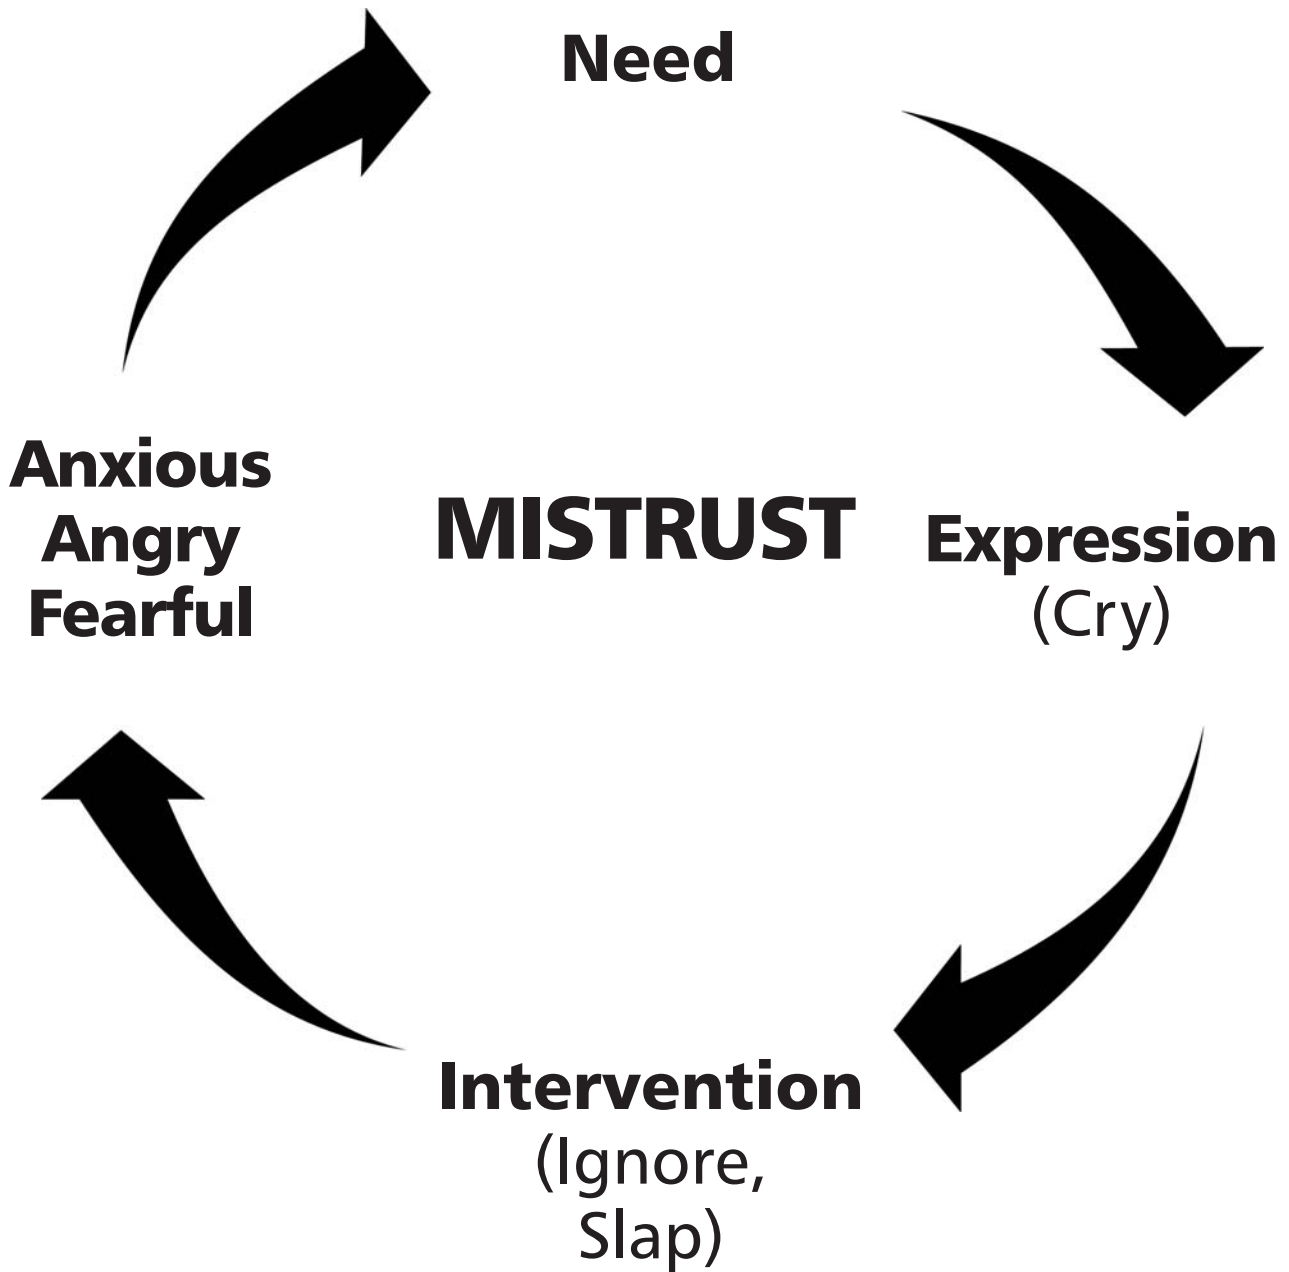 Need
Anxious
Angry
Fearful
MISTRUST
Expression
(Cry)
Intervention
(Ignore,
Slap)